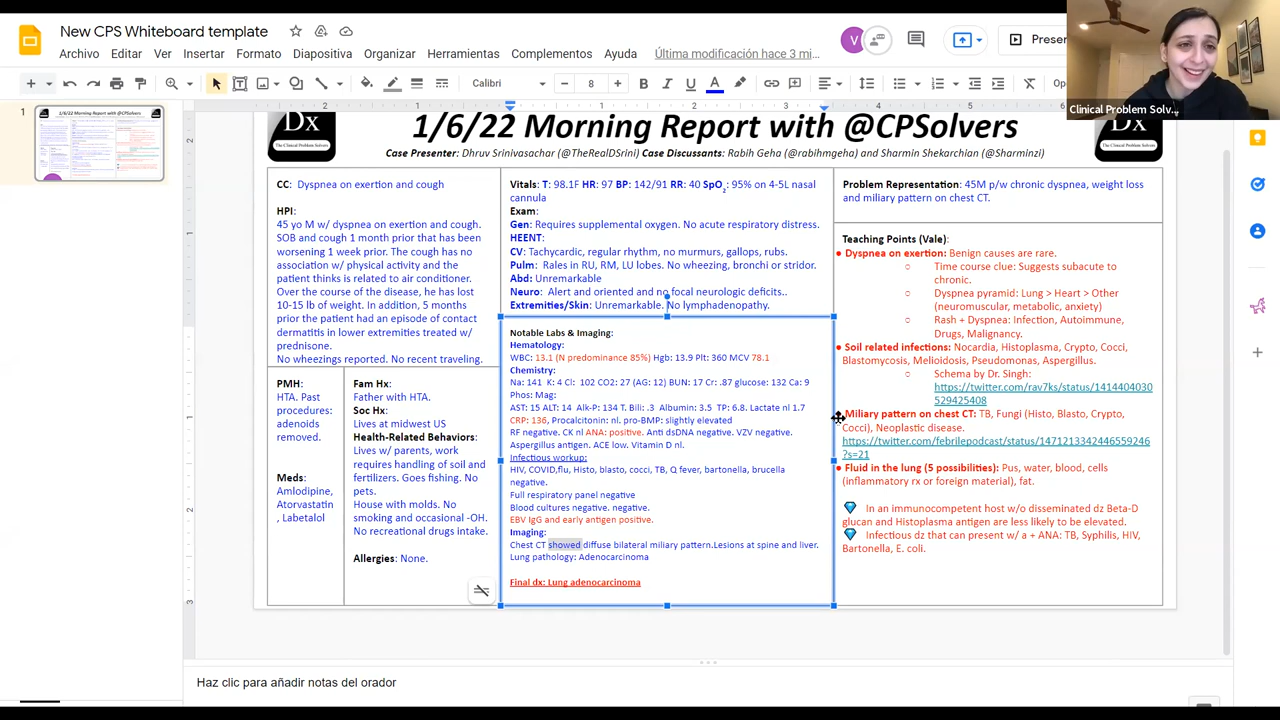 New CPS Whiteboard template
Archivo Editar Ver Insertar Formato Diapositiva Organizar Herramientas Complementos Ayuda Última modificación hace 3 mi
V
Presen
Clinical Problem Solv...
Calibri
8
1
1/6/22 Morning Report with @CPSolvers
Dx
The Clinical Problem Solvers
Case Presenter: (@TheRealDSrini) Case Discussants: (@rabihmgeha) and (@Sharminzi)
CC: Dyspnea on exertion and cough
HPI:
45 yo M w/ dyspnea on exertion and cough.
SOB and cough 1 month prior that has been
worsening 1 week prior. The cough has no
association w/ physical activity and the
patient thinks is related to air conditioner.
Over the course of the disease, he has lost
10-15 lb of weight. In addition, 5 months
prior the patient had an episode of contact
dermatitis in lower extremities treated w/
prednisone.
No wheezings reported. No recent traveling.
PMH:
HTA. Past
procedures:
adenoids
removed.
Meds:
Amlodipine,
Atorvastatin
, Labetalol
Fam Hx:
Father with HTA.
Soc Hx:
Lives at midwest US
Health-Related Behaviors:
Lives w/ parents, work
requires handling of soil and
fertilizers. Goes fishing. No
pets.
House with molds. No
smoking and occasional -OH.
No recreational drugs intake.
Allergies: None.
Vitals: T: 98.1F HR: 97 BP: 142/91 RR: 40 SpO2: 95% on 4-5L nasal
cannula
Exam:
Gen: Requires supplemental oxygen. No acute respiratory distress.
HEENT:
CV: Tachycardic, regular rhythm, no murmurs, gallops, rubs.
Pulm: Rales in RU, RM, LU lobes. No wheezing, bronchi or stridor.
Abd: Unremarkable
Neuro: Alert and oriented and no focal neurologic deficits..
Extremities/Skin: Unremarkable. No lymphadenopathy.
Notable Labs & Imaging:
Hematology:
WBC: 13.1 (N predominance 85%) Hgb: 13.9 Plt: 360 MCV 78.1
Chemistry:
Na: 141 K: 4 Cl: 102 CO2: 27 (AG: 12) BUN: 17 Cr: .87 glucose: 132 Ca: 9
Phos: Mag:
AST: 15 ALT: 14 Alk-P: 134 T. Bili: .3 Albumin: 3.5 TP: 6.8. Lactate nl 1.7
CRP: 136, Procalcitonin: nl. pro-BMP: slightly elevated
RF negative. CK nl ANA: positive. Anti dsDNA negative. VZV negative.
Aspergillus antigen. ACE low. Vitamin D nl.
Infectious workup:
HIV, COVID,flu, Histo, blasto, cocci, TB, Q fever, bartonella, brucella
negative.
Full respiratory panel negative
Blood cultures negative. negative.
EBV IgG and early antigen positive.
Imaging:
Chest CT showed diffuse bilateral miliary pattern.Lesions at spine and liver.
Lung pathology: Adenocarcinoma
Final dx: Lung adenocarcinoma
Problem Representation: 45M p/w chronic dyspnea, weight loss
and miliary pattern on chest CT.
Teaching Points (Vale):
● Dyspnea on exertion: Benign causes are rare.
○ Time course clue: Suggests subacute to
chronic.
○ Dyspnea pyramid: Lung > Heart > Other
(neuromuscular, metabolic, anxiety)
○ Rash + Dyspnea: Infection, Autoimmune,
Drugs, Malignancy.
● Soil related infections: Nocardia, Histoplasma, Crypto, Cocci,
Blastomycosis, Melioidosis, Pseudomonas, Aspergillus.
○ Schema by Dr. Singh:
https://twitter.com/rav7ks/status/1414404030
529425408
Miliary pattern on chest CT: TB, Fungi (Histo, Blasto, Crypto,
Cocci), Neoplastic disease.
https://twitter.com/febrilepodcast/status/1471213342446559246
?s=21
● Fluid in the lung (5 possibilities): Pus, water, blood, cells
(inflammatory rx or foreign material), fat.
In an immunocompetent host w/o disseminated dz Beta-D
glucan and Histoplasma antigen are less likely to be elevated.
Infectious dz that can present w/ a + ANA: TB, Syphilis, HIV,
Bartonella, E. coli.
Haz clic para añadir notas del orador